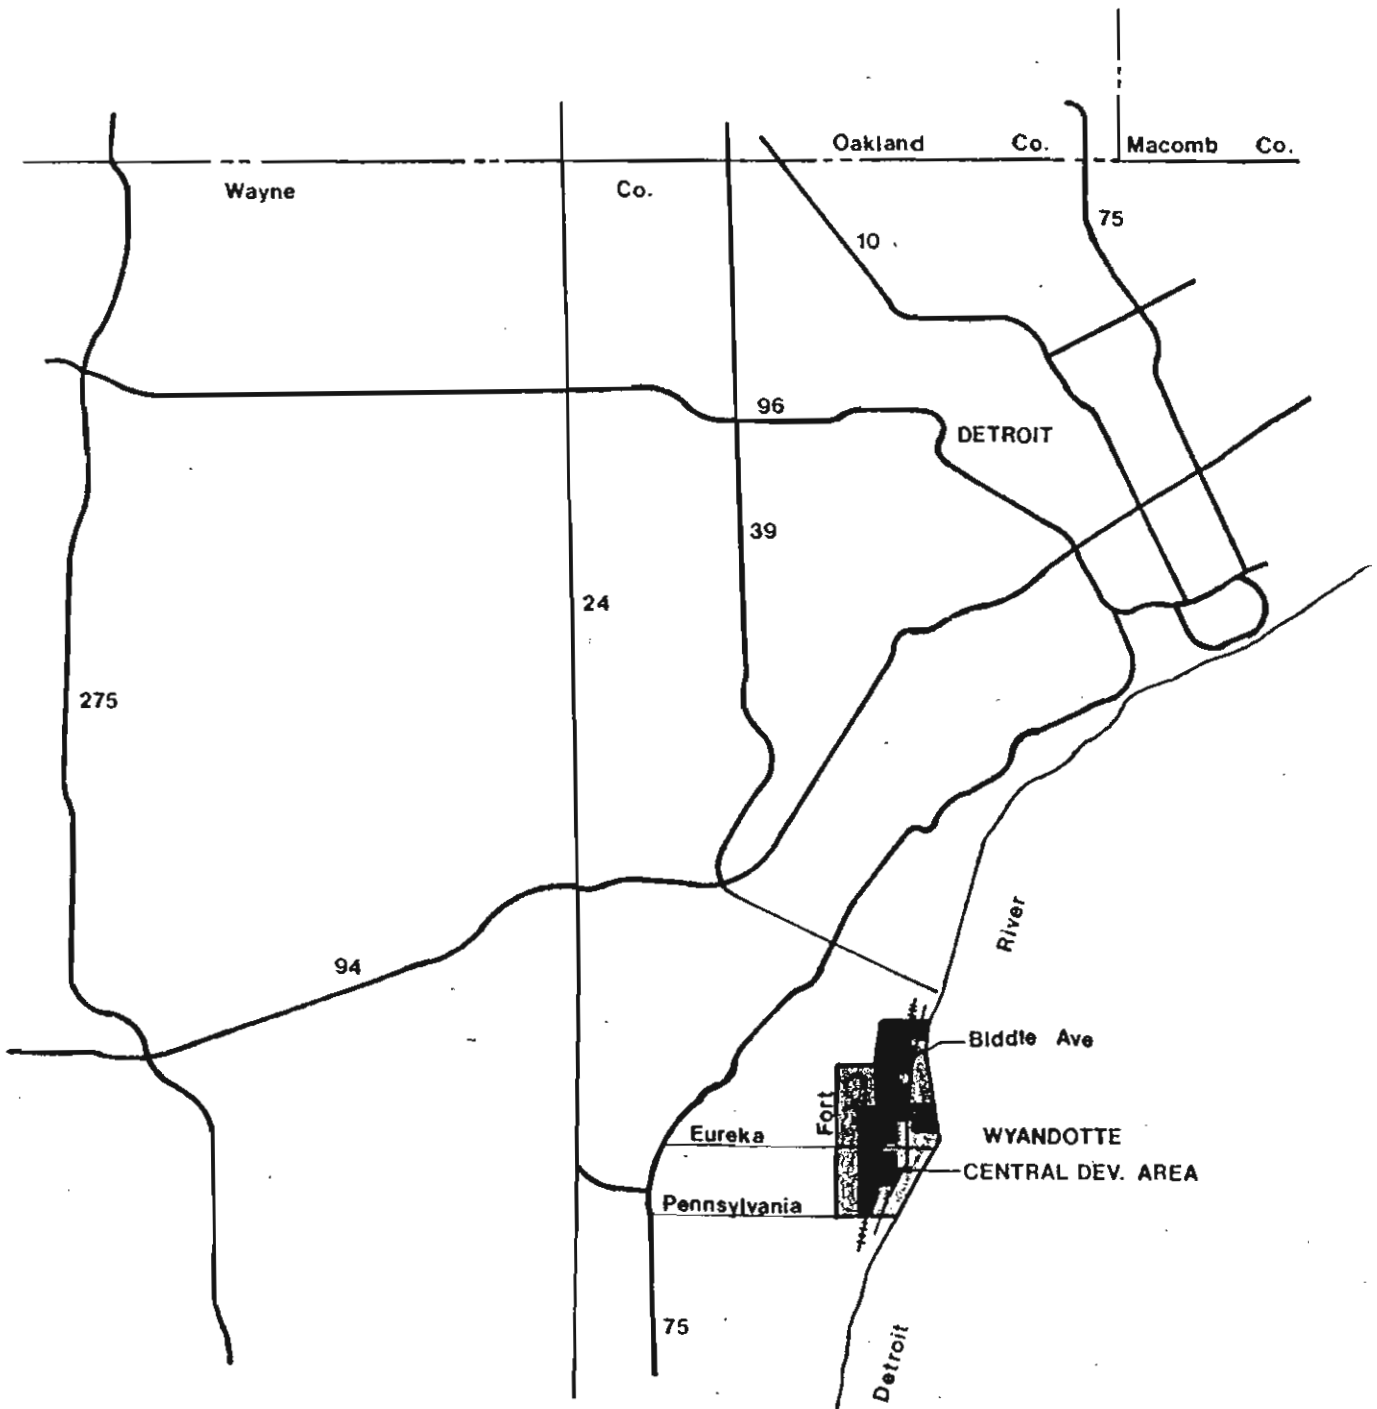 Oakland Co. Macomb Co.
Wayne Co.
75
10
96
DETROIT
39
24
275
River
94
Biddle Ave
Fort
Eureka
WYANDOTTE
CENTRAL DEV. AREA
Pennsylvania
75
Detroit